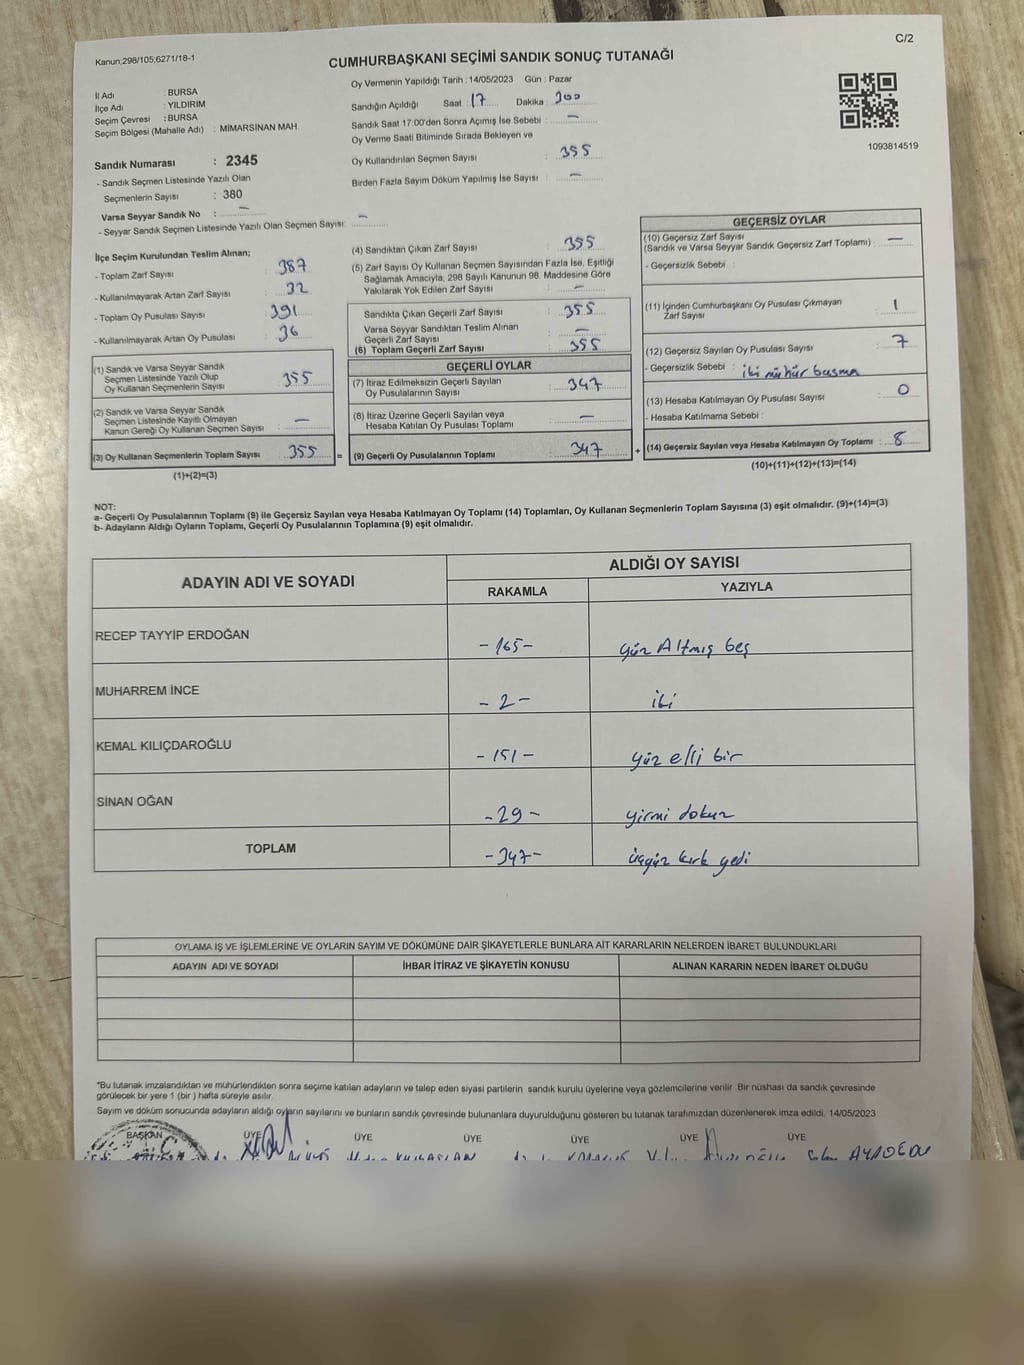 C/2
Kanun;298/105;6271/18-1
CUMHURBAŞKANI SEÇİMİ SANDIK SONUÇ TUTANAĞI
İl Adı : BURSA
İlçe Adı : YILDIRIM
Seçim Çevresi : BURSA
Seçim Bölgesi (Mahalle Adı) : MİMARSİNAN MAH.
Sandık Numarası : 2345
- Sandık Seçmen Listesinde Yazılı Olan
Seçmenlerin Sayısı : 380
Varsa Seyyar Sandık No : –
- Seyyar Sandık Seçmen Listesinde Yazılı Olan Seçmen Sayısı: –
Oy Vermenin Yapıldığı Tarih : 14/05/2023 Gün : Pazar
Sandığın Açıldığı Saat : 17 Dakika : 300
Sandık Saat 17:00'den Sonra Açımış İse Sebebi : –
Oy Verme Saati Bitiminde Sırada Bekleyen ve
Oy Kullandırılan Seçmen Sayısı : 355
Birden Fazla Sayım Döküm Yapılmış İse Sayısı : –
1093814519
İlçe Seçim Kurulundan Teslim Alınan;
- Toplam Zarf Sayısı : 387
- Kullanılmayarak Artan Zarf Sayısı : 32
- Toplam Oy Pusulası Sayısı : 391
- Kullanılmayarak Artan Oy Pusulası : 36
(1) Sandık ve Varsa Seyyar Sandık
Seçmen Listesinde Yazılı Olup
Oy Kullanan Seçmenlerin Sayısı : 355
(2) Sandık ve Varsa Seyyar Sandık
Seçmen Listesinde Kayıtlı Olmayan
Kanun Gereği Oy Kullanan Seçmen Sayısı : –
(3) Oy Kullanan Seçmenlerin Toplam Sayısı : 355
(1)+(2)=(3)
=
(4) Sandıktan Çıkan Zarf Sayısı : 355
(5) Zarf Sayısı Oy Kullanan Seçmen Sayısından Fazla İse, Eşitliği
Sağlamak Amacıyla; 298 Sayılı Kanunun 98. Maddesine Göre
Yakılarak Yok Edilen Zarf Sayısı : –
Sandıkta Çıkan Geçerli Zarf Sayısı : 355
Varsa Seyyar Sandıktan Teslim Alınan
Geçerli Zarf Sayısı : –
(6) Toplam Geçerli Zarf Sayısı : 355
GEÇERLİ OYLAR
(7) İtiraz Edilmeksizin Geçerli Sayılan
Oy Pusulalarının Sayısı : 347
(8) İtiraz Üzerine Geçerli Sayılan veya
Hesaba Katılan Oy Pusulası Toplamı : –
(9) Geçerli Oy Pusulalarının Toplamı : 347
+
GEÇERSİZ OYLAR
(10) Geçersiz Zarf Sayısı
(Sandık ve Varsa Seyyar Sandık Geçersiz Zarf Toplamı) : –
- Geçersizlik Sebebi :
(11) İçinden Cumhurbaşkanı Oy Pusulası Çıkmayan
Zarf Sayısı : 1
(12) Geçersiz Sayılan Oy Pusulası Sayısı : 7
- Geçersizlik Sebebi : iki mühür basma
(13) Hesaba Katılmayan Oy Pusulası Sayısı : 0
- Hesaba Katılmama Sebebi :
(14) Geçersiz Sayılan veya Hesaba Katılmayan Oy Toplamı : 8
(10)+(11)+(12)+(13)=(14)
NOT:
a- Geçerli Oy Pusulalarının Toplamı (9) ile Geçersiz Sayılan veya Hesaba Katılmayan Oy Toplamı (14) Toplamları, Oy Kullanan Seçmenlerin Toplam Sayısına (3) eşit olmalıdır. (9)+(14)=(3)
b- Adayların Aldığı Oyların Toplamı, Geçerli Oy Pusulalarının Toplamına (9) eşit olmalıdır.
ADAYIN ADI VE SOYADI
ALDIĞI OY SAYISI
RAKAMLA YAZIYLA
RECEP TAYYİP ERDOĞAN -165- yüz Altmış beş
MUHARREM İNCE - 2 - iki
KEMAL KILIÇDAROĞLU -151- yüz elli bir
SİNAN OĞAN -29- yirmi dokuz
TOPLAM -347- üçyüz kırk yedi
OYLAMA İŞ VE İŞLEMLERİNE VE OYLARIN SAYIM VE DÖKÜMÜNE DAİR ŞİKAYETLERLE BUNLARA AİT KARARLARIN NELERDEN İBARET BULUNDUKLARI
ADAYIN ADI VE SOYADI İHBAR İTİRAZ VE ŞİKAYETİN KONUSU ALINAN KARARIN NEDEN İBARET OLDUĞU
*Bu tutanak imzalandıktan ve mühürlendikten sonra seçime katılan adayların ve talep eden siyasi partilerin sandık kurulu üyelerine veya gözlemcilerine verilir .Bir nüshası da sandık çevresinde
görülecek bir yere 1 (bir ) hafta süreyle asılır.
Sayım ve döküm sonucunda adayların aldığı oyların sayılarını ve bunların sandık çevresinde bulunanlara duyurulduğunu gösteren bu tutanak tarafımızdan düzenlenerek imza edildi. 14/05/2023
BAŞKAN ÜYE ÜYE ÜYE ÜYE ÜYE ÜYE